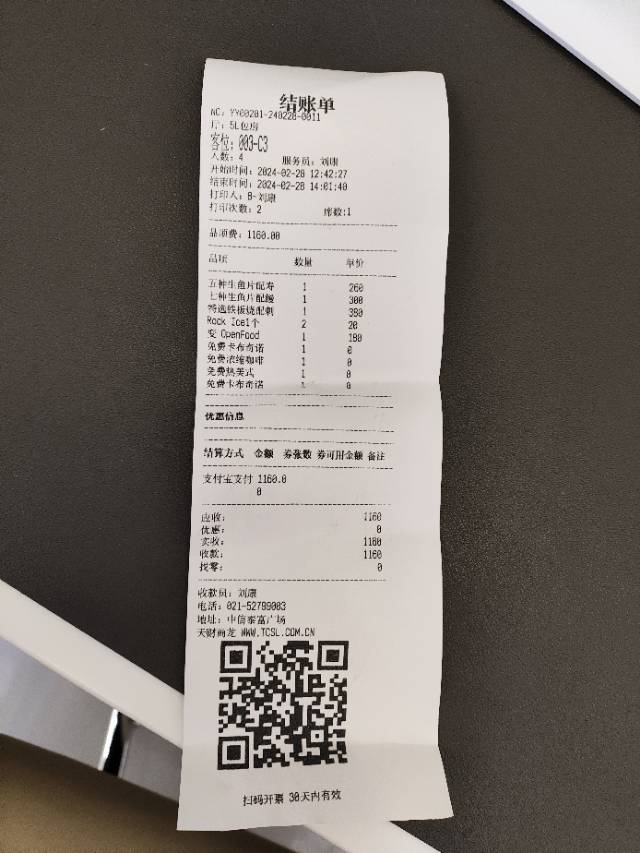 结账单
NO: YY00201-240228-0011
厅: 5L包房
客位: 003-C3
人数: 4 服务员: 刘康
开始时间: 2024-02-28 12:42:27
结束时间: 2024-02-28 14:01:40
打印人: 8-刘康
打印次数: 2 席数:1
品项费: 1160.00
品项 数量 单价
五种生鱼片配寿 1 260
七种生鱼片配鳗 1 300
特选铁板烧配刺 1 380
Rock Ice1个 2 20
变 OpenFood 1 180
免费卡布奇诺 1 0
免费浓缩咖啡 1 0
免费热美式 1 0
免费卡布奇诺 1 0
优惠信息
结算方式 金额 券张数 券可用金额 备注
支付宝支付 1160.0
0
应收: 1160
优惠: 0
实收: 1160
收款: 1160
找零: 0
收款员: 刘康
电话: 021-52799003
地址: 中信泰富广场
天财商龙 WWW.TCSL.COM.CN
扫码开票 30天内有效